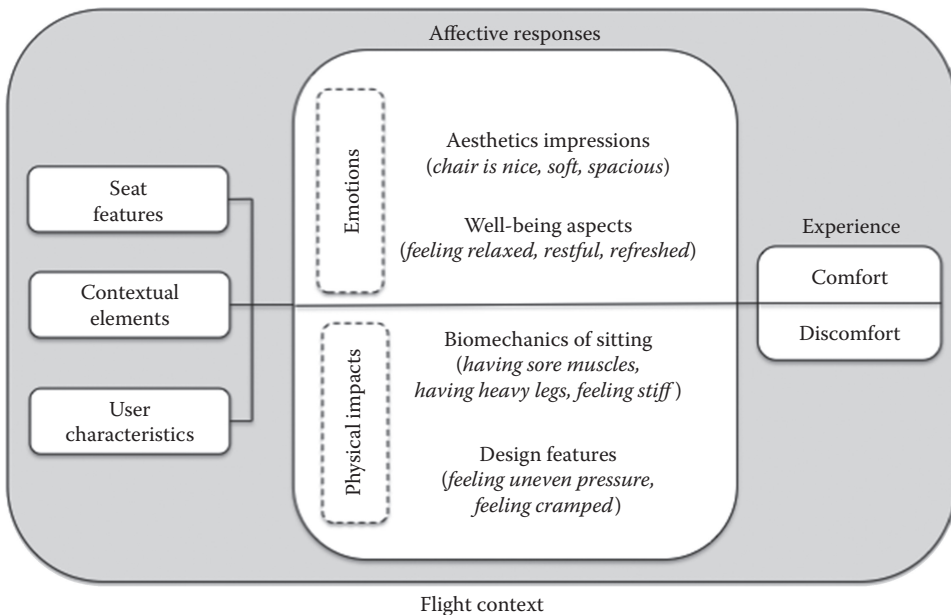 Affective responses
Seat
features
Contextual
elements
User
characteristics
Emotions
Aesthetics impressions
(chair is nice, soft, spacious)
Well-being aspects
(feeling relaxed, restful, refreshed)
Physical impacts
Biomechanics of sitting
(having sore muscles,
having heavy legs, feeling stiff)
Design features
(feeling uneven pressure,
feeling cramped)
Experience
Comfort
Discomfort
Flight context